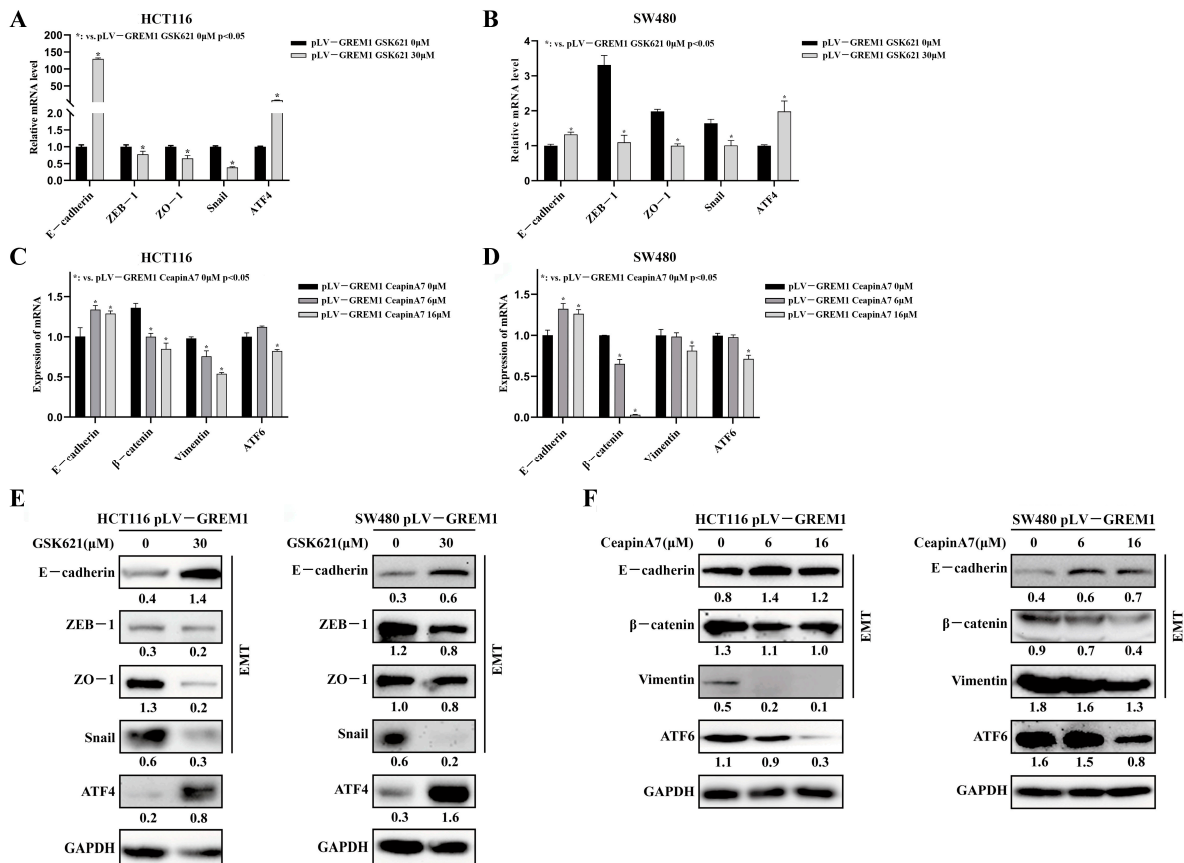 A
HCT116
*: vs. pLV－GREM1 GSK621 0μM p<0.05
pLV－GREM1 GSK621 0μM
pLV－GREM1 GSK621 30μM
Relative mRNA level
200
150
100
50
2.0
1.5
1.0
0.5
0.0
* * * * *
E－cadherin
ZEB－1
ZO－1
Snail
ATF4
B
SW480
*: vs. pLV－GREM1 GSK621 0μM p<0.05
pLV－GREM1 GSK621 0μM
pLV－GREM1 GSK621 30μM
Relative mRNA level
4
3
2
1
0
* * * * *
E－cadherin
ZEB－1
ZO－1
Snail
ATF4
C
HCT116
*: vs. pLV－GREM1 CeapinA7 0μM p<0.05
pLV－GREM1 CeapinA7 0μM
pLV－GREM1 CeapinA7 6μM
pLV－GREM1 CeapinA7 16μM
Expression of mRNA
1.5
1.0
0.5
0.0
* * * * * * *
E－cadherin
β－catenin
Vimentin
ATF6
D
SW480
*: vs. pLV－GREM1 CeapinA7 0μM p<0.05
pLV－GREM1 CeapinA7 0μM
pLV－GREM1 CeapinA7 6μM
pLV－GREM1 CeapinA7 16μM
Expression of mRNA
1.5
1.0
0.5
0.0
* * * * * *
E－cadherin
β－catenin
Vimentin
ATF6
E
HCT116 pLV－GREM1
GSK621(μM) 0 30
E－cadherin
0.4 1.4
ZEB－1
0.3 0.2
ZO－1
1.3 0.2
Snail
0.6 0.3
ATF4
0.2 0.8
GAPDH
EMT
SW480 pLV－GREM1
GSK621(μM) 0 30
E－cadherin
0.3 0.6
ZEB－1
1.2 0.8
ZO－1
1.0 0.8
Snail
0.6 0.2
ATF4
0.3 1.6
GAPDH
EMT
F
HCT116 pLV－GREM1
CeapinA7(μM) 0 6 16
E－cadherin
0.8 1.4 1.2
β－catenin
1.3 1.1 1.0
Vimentin
0.5 0.2 0.1
ATF6
1.1 0.9 0.3
GAPDH
EMT
SW480 pLV－GREM1
CeapinA7(μM) 0 6 16
E－cadherin
0.4 0.6 0.7
β－catenin
0.9 0.7 0.4
Vimentin
1.8 1.6 1.3
ATF6
1.6 1.5 0.8
GAPDH
EMT